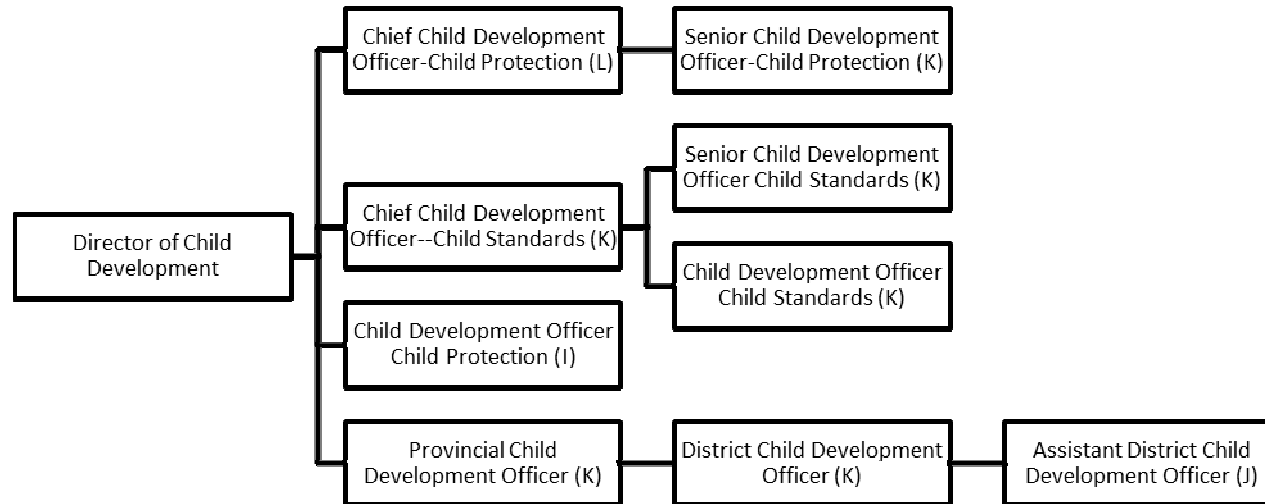 Chief Child Development
Officer-Child Protection (L)
Senior Child Development
Officer-Child Protection (K)
Senior Child Development
Officer Child Standards (K)
Director of Child
Development
Chief Child Development
Officer--Child Standards (K)
Child Development Officer
Child Standards (K)
Child Development Officer
Child Protection (I)
Provincial Child
Development Officer (K)
District Child Development
Officer (K)
Assistant District Child
Development Officer (J)